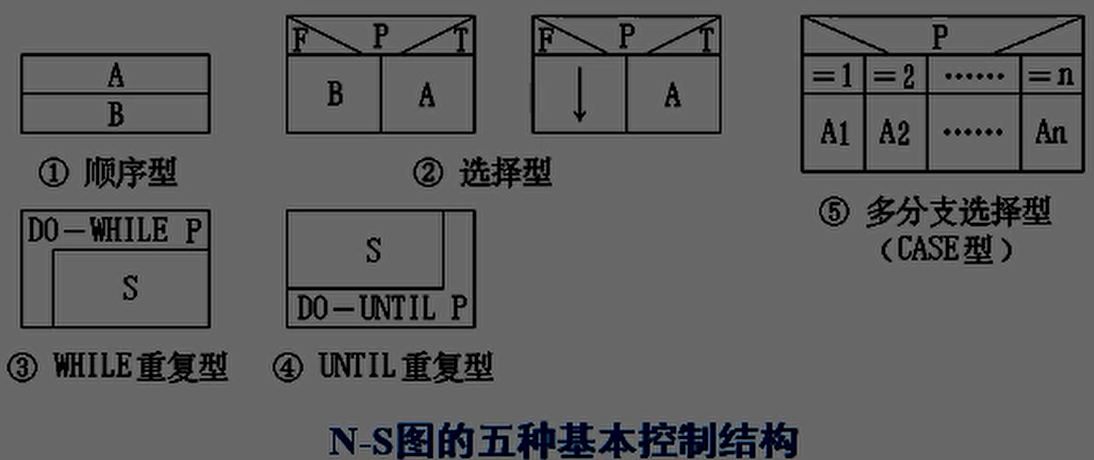 A
B
① 顺序型
F P T
B A
F P T
↓ A
② 选择型
P
=1 =2 …… =n
A1 A2 …… An
⑤ 多分支选择型
(CASE型)
DO-WHILE P
S
③ WHILE重复型
S
DO-UNTIL P
④ UNTIL重复型
N-S图的五种基本控制结构